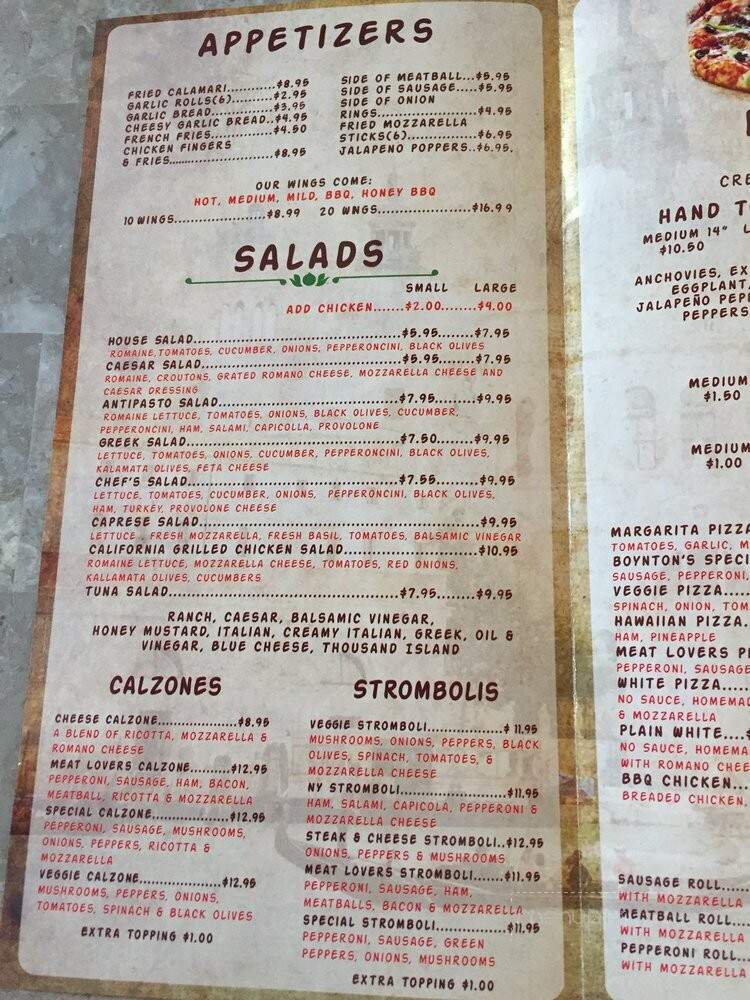 APPETIZERS
FRIED CALAMARI...........$8.95
GARLIC ROLLS(6)..........$2.95
GARLIC BREAD.............$3.95
CHEESY GARLIC BREAD..$4.95
FRENCH FRIES.............$4.50
CHICKEN FINGERS
& FRIES.........................$8.95
SIDE OF MEATBALL...$5.95
SIDE OF SAUSAGE.....$5.95
SIDE OF ONION
RINGS....................$4.95
FRIED MOZZARELLA
STICKS(6)................$6.95
JALAPENO POPPERS..$6.95.
OUR WINGS COME:
HOT, MEDIUM, MILD, BBQ, HONEY BBQ
10 WINGS..................$8.99 20 WNGS...................$16.99
SALADS
SMALL LARGE
ADD CHICKEN......$2.00.......$4.00
HOUSE SALAD.......................................$5.95.......$7.95
ROMAINE,TOMATOES, CUCUMBER, ONIONS, PEPPERONCINI, BLACK OLIVES
CAESAR SALAD.....................................$5.95.......$7.95
ROMAINE, CROUTONS, GRATED ROMANO CHEESE, MOZZARELLA CHEESE AND
CAESAR DRESSING
ANTIPASTO SALAD..................................$7.95........$9.95
ROMAINE LETTUCE, TOMATOES, ONIONS, BLACK OLIVES, CUCUMBER,
PEPPERONCINI, HAM, SALAMI, CAPICOLLA, PROVOLONE
GREEK SALAD.......................................$7.50......$9.95
LETTUCE, TOMATOES, ONIONS, CUCUMBER, PEPPERONCINI, BLACK OLIVES,
KALAMATA OLIVES, FETA CHEESE
CHEF'S SALAD.......................................$7.55........$9.95
LETTUCE, TOMATOES, CUCUMBER, ONIONS, PEPPERONCINI, BLACK OLIVES,
HAM, TURKEY, PROVOLONE CHEESE
CAPRESE SALAD....................................................$9.95
LETTUCE , FRESH MOZZARELLA, FRESH BASIL, TOMATOES, BALSAMIC VINEGAR
CALIFORNIA GRILLED CHICKEN SALAD........................$10.95
ROMAINE LETTUCE, MOZZARELLA CHEESE, TOMATOES, RED ONIONS,
KALLAMATA OLIVES, CUCUMBERS
TUNA SALAD..........................................$7.95.......$9.95
RANCH, CAESAR, BALSAMIC VINEGAR,
HONEY MUSTARD, ITALIAN, CREAMY ITALIAN, GREEK, OIL &
VINEGAR, BLUE CHEESE, THOUSAND ISLAND
CALZONES
CHEESE CALZONE...................$8.95
A BLEND OF RICOTTA, MOZZARELLA &
ROMANO CHEESE
MEAT LOVERS CALZONE..........$12.95
PEPPERONI, SAUSAGE, HAM, BACON,
MEATBALL, RICOTTA & MOZZARELLA
SPECIAL CALZONE..................$12.95
PEPPERONI, SAUSAGE, MUSHROOMS,
ONIONS, PEPPERS, RICOTTA &
MOZZARELLA
VEGGIE CALZONE....................$12.95
MUSHROOMS, PEPPERS, ONIONS,
TOMATOES, SPINACH & BLACK OLIVES
EXTRA TOPPING $1.00
STROMBOLIS
VEGGIE STROMBOLI..................$ 11.95
MUSHROOMS, ONIONS, PEPPERS, BLACK
OLIVES, SPINACH, TOMATOES, &
MOZZARELLA CHEESE
NY STROMBOLI........................$11.95
HAM, SALAMI, CAPICOLA, PEPPERONI &
MOZZARELLA CHEESE
STEAK & CHEESE STROMBOLI..$12.95
ONIONS, PEPPERS & MUSHROOMS
MEAT LOVERS STROMBOLI.......$11.95
PEPPERONI, SAUSAGE, HAM,
MEATBALLS, BACON & MOZZARELLA
SPECIAL STROMBOLI................$11.95
PEPPERONI, SAUSAGE, GREEN
PEPPERS, ONIONS, MUSHROOMS
EXTRA TOPPING $1.00
CRE
HAND T
MEDIUM 14" L
$10.50
ANCHOVIES, EX
EGGPLANT,
JALAPEÑO PEPP
PEPPERS
MEDIUM
$1.50
MEDIUM
$1.00
MARGARITA PIZZA
TOMATOES, GARLIC, M
BOYNTON'S SPECI
SAUSAGE, PEPPERONI,
VEGGIE PIZZA.....
SPINACH, ONION, TOM
HAWAIIAN PIZZA.
HAM, PINEAPPLE
MEAT LOVERS PI
PEPPERONI, SAUSAGE
WHITE PIZZA......
NO SAUCE, HOMEMAD
& MOZZARELLA
PLAIN WHITE....$
NO SAUCE, HOMEMA
WITH ROMANO CHEE
BBQ CHICKEN...
BREADED CHICKEN,
SAUSAGE ROLL.....
WITH MOZZARELLA
MEATBALL ROLL....
WITH MOZZARELLA
PEPPERONI ROLL...
WITH MOZZARELLA